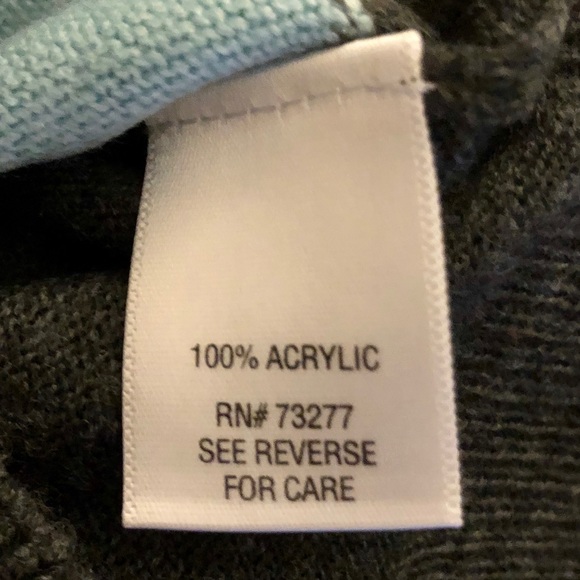 100% ACRYLIC
RN# 73277
SEE REVERSE
FOR CARE